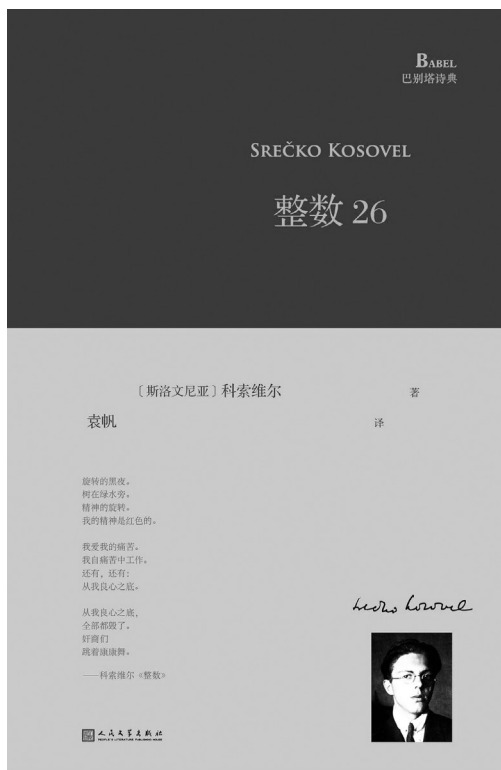 BABEL
巴别塔诗典
SREČKO KOSOVEL
整数 26
〔斯洛文尼亚〕科索维尔 著
袁帆 译
旋转的黑夜。
树在绿水旁。
精神的旋转。
我的精神是红色的。
我爱我的痛苦。
我自痛苦中工作。
还有，还有：
从我良心之底。
从我良心之底，
全部都毁了。
奸商们
跳着康康舞。
——科索维尔《整数》
Srečko Kosovel
人民文学出版社
PEOPLE'S LITERATURE PUBLISHING HOUSE